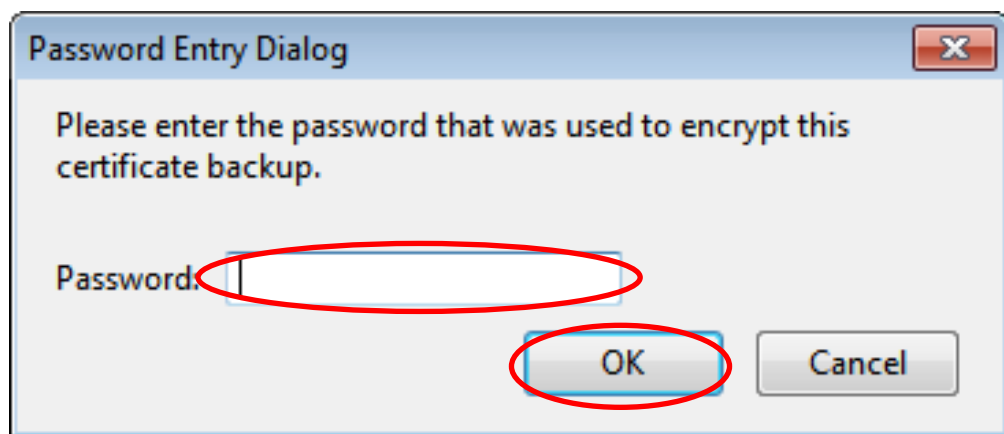 Password Entry Dialog
Please enter the password that was used to encrypt this
certificate backup.
Password:
OK Cancel